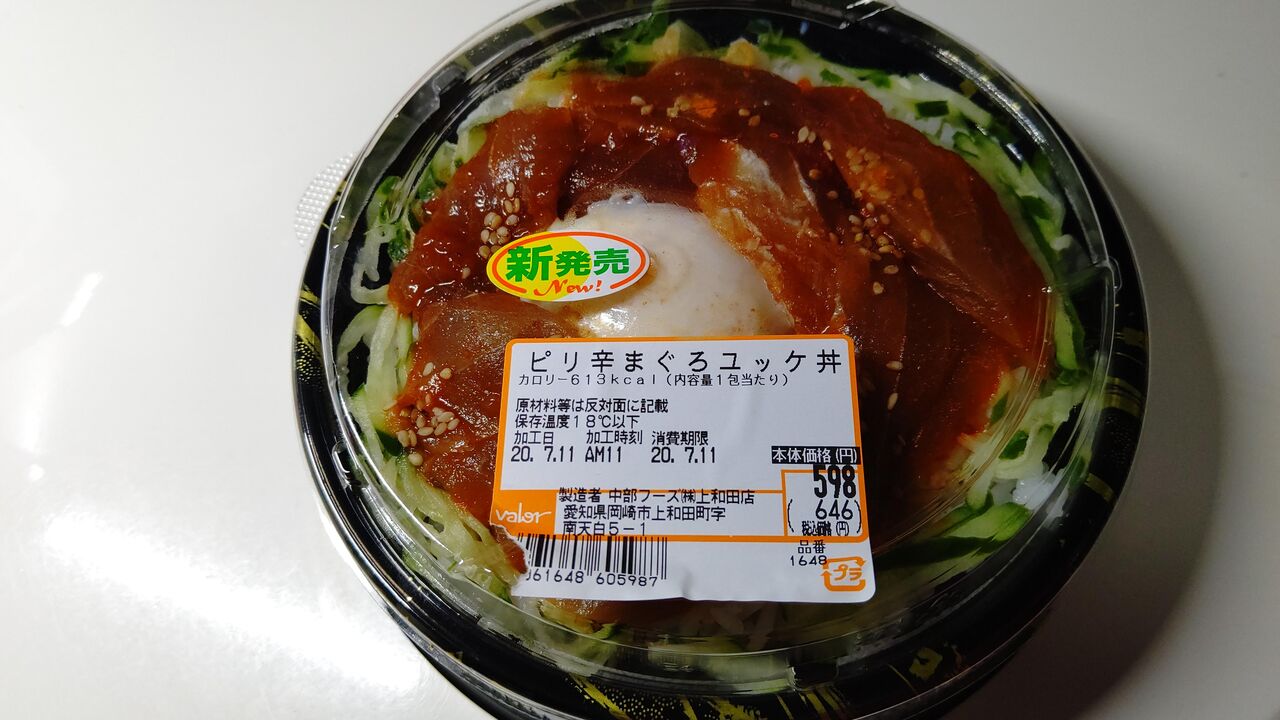 新発売
New!
ピリ辛まぐろユッケ丼
カロリー613kcal(内容量1包当たり)
原材料等は反対面に記載
保存温度18℃以下
加工日 加工時刻 消費期限
20. 7.11 AM11 20. 7.11
本体価格(円)
598
(646)
税込価格(円)
valor
製造者 中部フーズ㈱上和田店
愛知県岡崎市上和田町字
南天白5-1
品番
1648
061648 605987
プラ